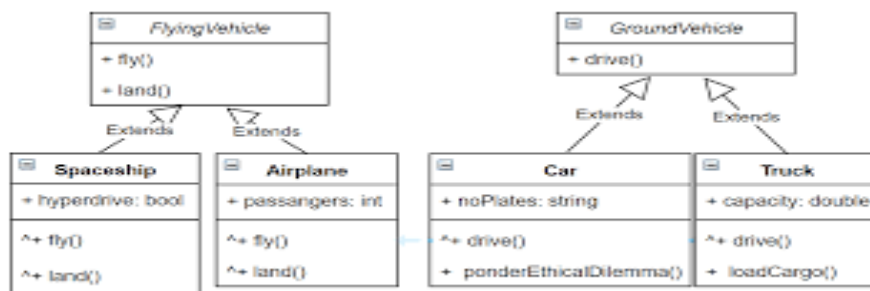 FlyingVehicle
+ fly()
+ land()
GroundVehicle
+ drive()
Extends
Extends
Extends
Extends
Spaceship
+ hyperdrive: bool
^+ fly()
^+ land()
Airplane
+ passangers: int
^+ fly()
^+ land()
Car
+ noPlates: string
^+ drive()
+ ponderEthicalDilemma()
Truck
+ capacity: double
^+ drive()
+ loadCargo()